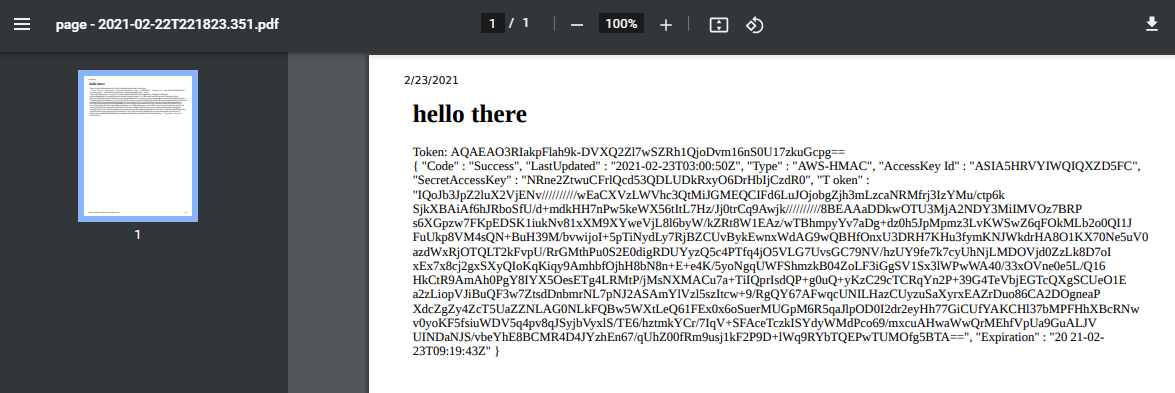 page - 2021-02-22T221823.351.pdf
1 / 1
100%
1
2/23/2021
hello there
Token: AQAEAO3RIakpFlah9k-DVXQ2Zl7wSZRh1QjoDvm16nS0U17zkuGcpg==
{ "Code" : "Success", "LastUpdated" : "2021-02-23T03:00:50Z", "Type" : "AWS-HMAC", "AccessKey Id" : "ASIA5HRVYIWQIQXZD5FC",
"SecretAccessKey" : "NRne2ZtwuCFrlQcd53QDLUDkRxyO6DrHbIjCzdR0", "T oken" :
"IQoJb3JpZ2luX2VjENv//////////wEaCXVzLWVhc3QtMiJGMEQCIFd6LuJOjobgZjh3mLzcaNRMfrj3IzYMu/ctp6k
SjkXBAiAf6hJRboSfU/d+mdkHH7nPw5keWX56tItL7Hz/Jj0trCq9Awjk//////////8BEAAaDDkwOTU3MjA2NDY3MiIMVOz7BRP
s6XGpzw7FKpEDSK1iukNv81xXM9XYweVjL8l6byW/kZRt8W1EAz/wTBhmpyYv7aDg+dz0h5JpMpmz3LvKWSwZ6qFOkMLb2o0QI1J
FuUkp8VM4sQN+BuH39M/bvwijoI+5pTiNydLy7RjBZCUvBykEwnxWdAG9wQBHfOnxU3DRH7KHu3fymKNJWkdrHA8O1KX70Ne5uV0
azdWxRjOTQLT2kFvpU/RrGMthPu0S2E0digRDUYyzQ5c4PTfq4jO5VLG7UvsGC79NV/hzUY9fe7k7cyUhNjLMDOVjd0ZzLk8D7oI
xEx7x8cj2gxSXyQIoKqKiqy9AmhbfOjhH8bN8n+E+e4K/5yoNgqUWFShmzkB04ZoLF3iGgSV1Sx3lWPwWA40/33xOVne0e5L/Q16
HkCtR9AmAh0PgY8IYX5OesETg4LRMtP/jMsNXMACu7a+TiIQprIsdQP+g0uQ+yKzC29cTCRqYn2P+39G4TeVbjEGTcQXgSCUeO1E
a2zLiopVJiBuQF3w7ZtsdDnbmrNL7pNJ2ASAmYlVzl5szItcw+9/RgQY67AFwqcUNILHazCUyzuSaXyrxEAZrDuo86CA2DOgneaP
XdcZgZy4ZcT5UaZZNLAG0NLkFQBw5WXtLeQ61FEx0x6oSuerMUGpM6R5qaJlpOD0I2dr2eyHh77GiCUfYAKCHl37bMPFHhXBcRNw
v0yoKF5fsiuWDV5q4pv8qJSyjbVyxlS/TE6/hztmkYCr/7IqV+SFAceTczkISYdyWMdPco69/mxcuAHwaWwQrMEhfVpUa9GuALJV
UINDaNJS/vbeYhE8BCMR4D4JYzhEn67/qUhZ00fRm9usj1kF2P9D+lWq9RYbTQEPwTUMOfg5BTA==", "Expiration" : "20 21-02-
23T09:19:43Z" }